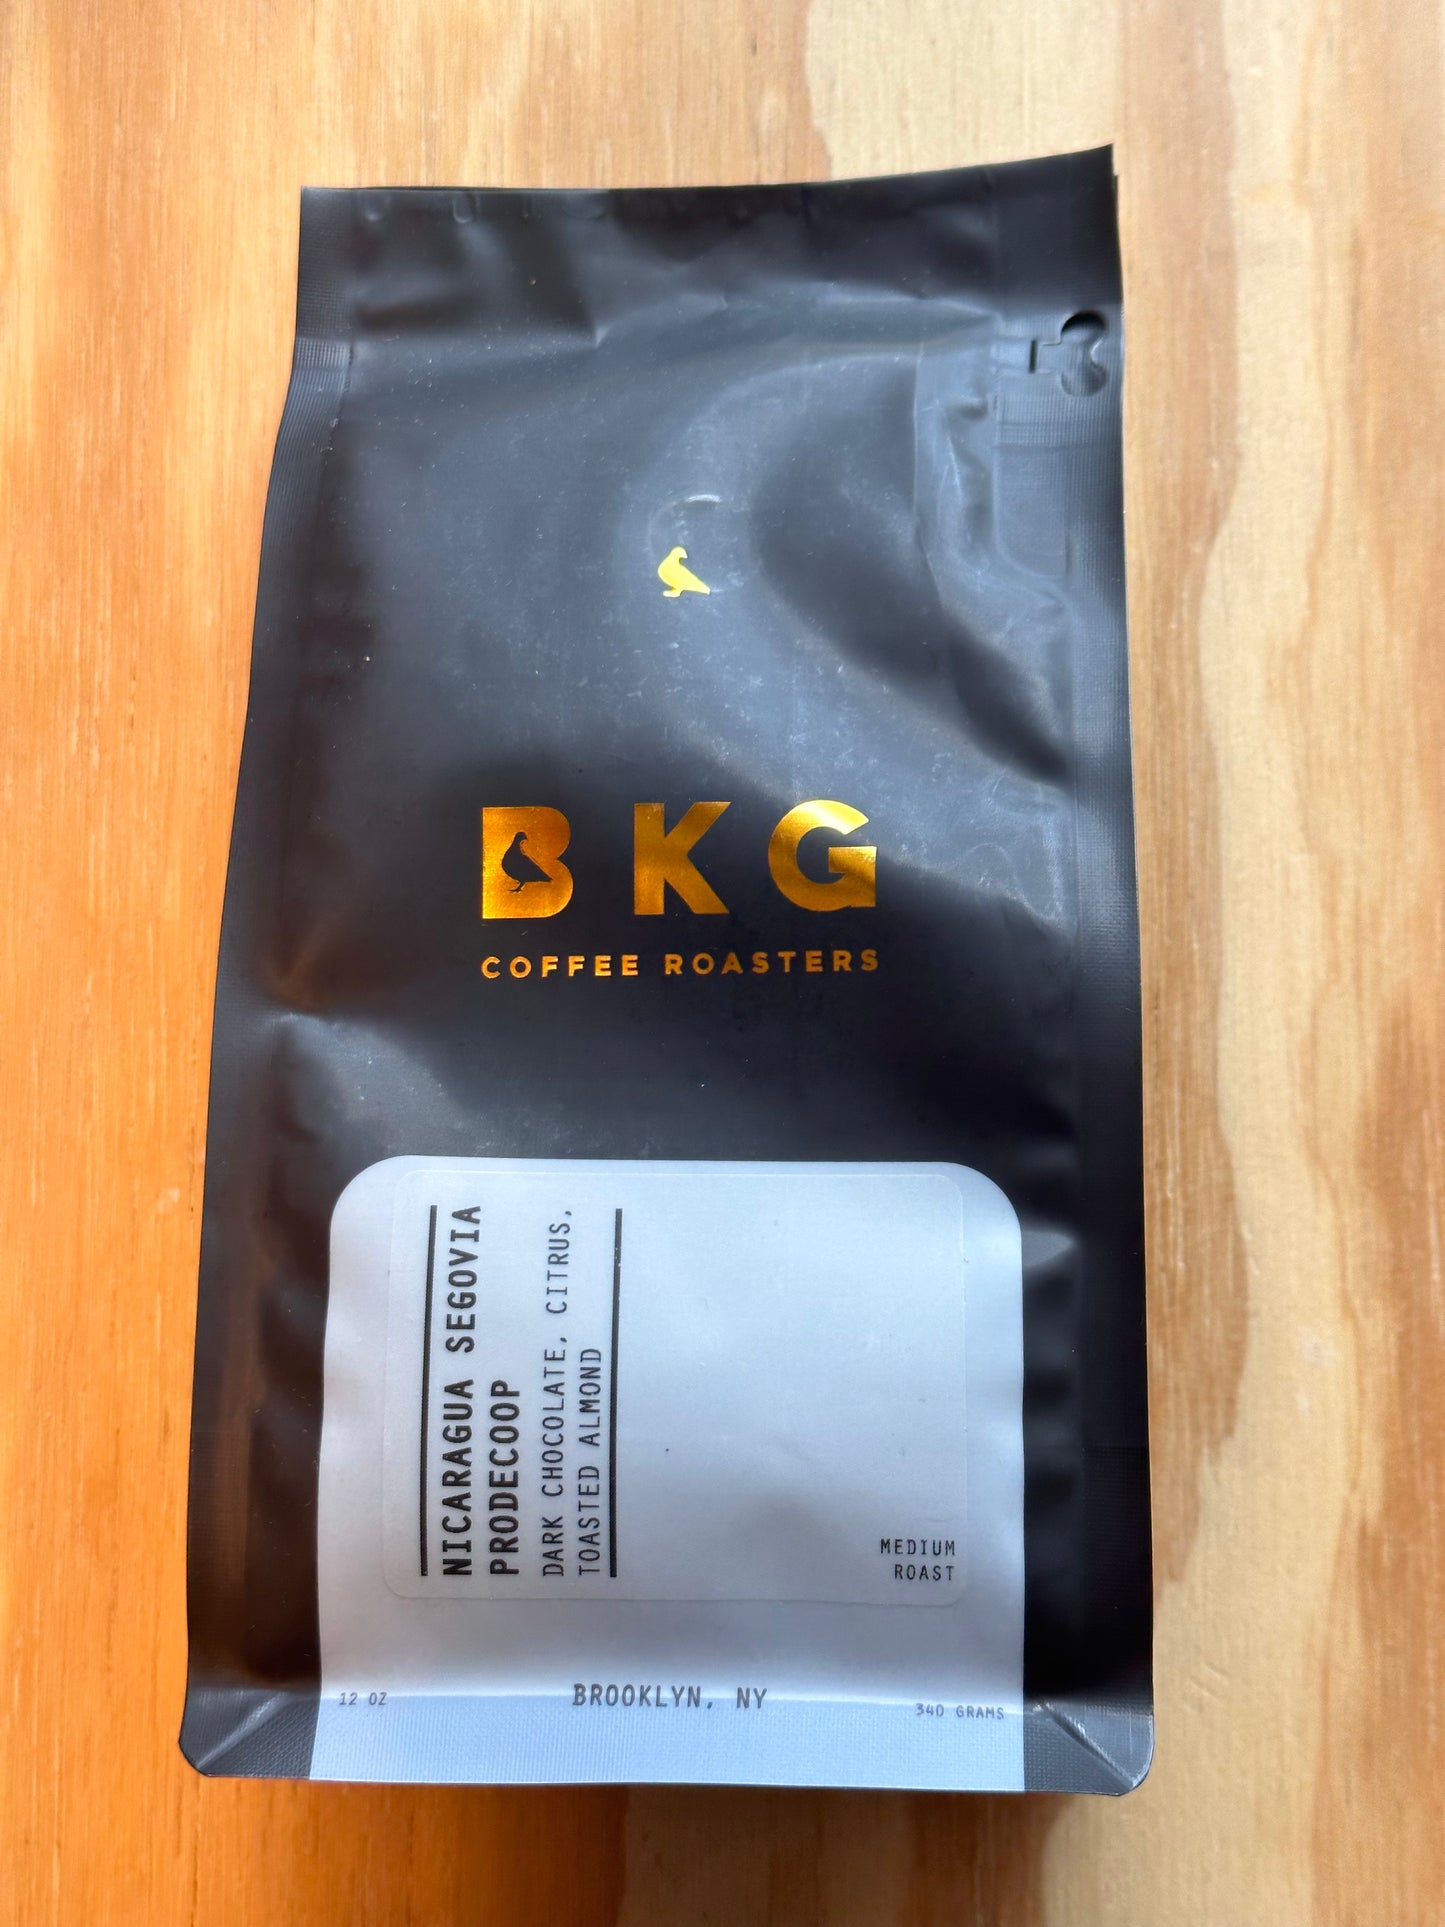 BKG
COFFEE ROASTERS
NICARAGUA SEGOVIA
PRODECOOP
DARK CHOCOLATE, CITRUS,
TOASTED ALMOND
MEDIUM
ROAST
12 OZ
BROOKLYN, NY
340 GRAMS